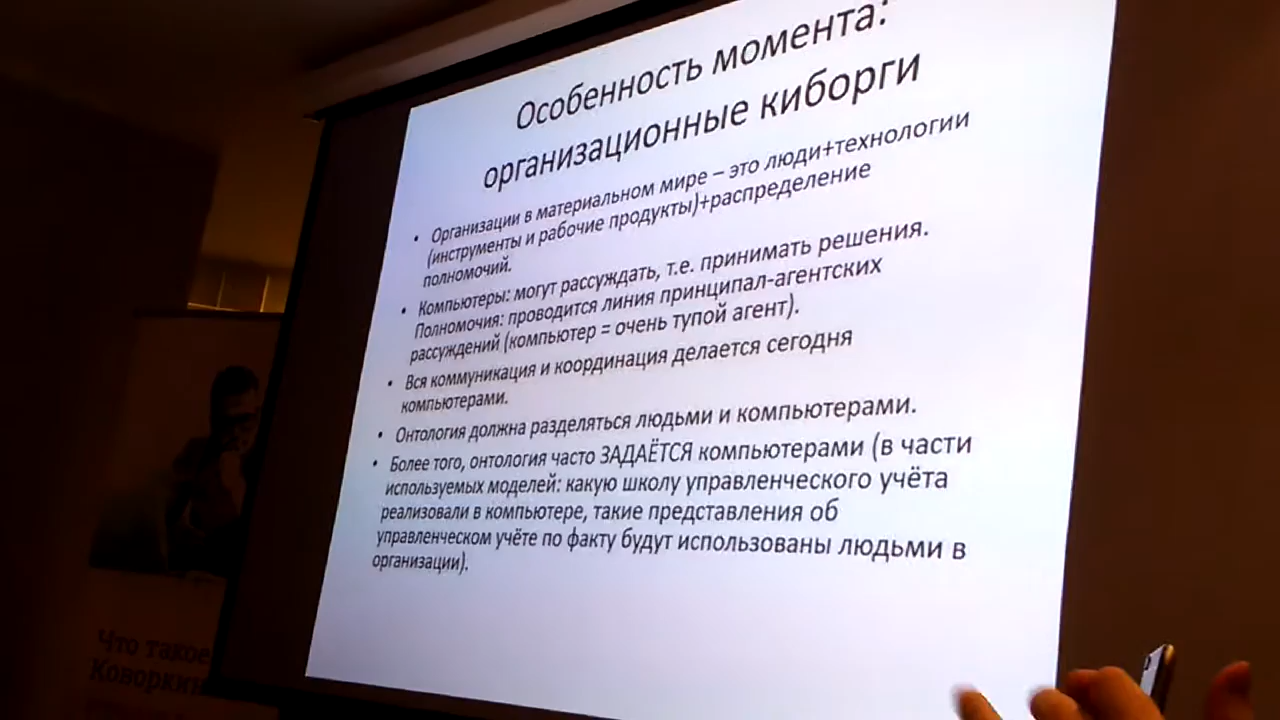 Особенность момента:
организационные киборги
• Организации в материальном мире – это люди+технологии
(инструменты и рабочие продукты)+распределение
полномочий.
• Компьютеры: могут рассуждать, т.е. принимать решения.
Полномочия: проводится линия принципал-агентских
рассуждений (компьютер = очень тупой агент).
• Вся коммуникация и координация делается сегодня
компьютерами.
• Онтология должна разделяться людьми и компьютерами.
• Более того, онтология часто ЗАДАЁТСЯ компьютерами (в части
используемых моделей: какую школу управленческого учёта
реализовали в компьютере, такие представления об
управленческом учёте по факту будут использованы людьми в
организации).
Что такое
Коворкин